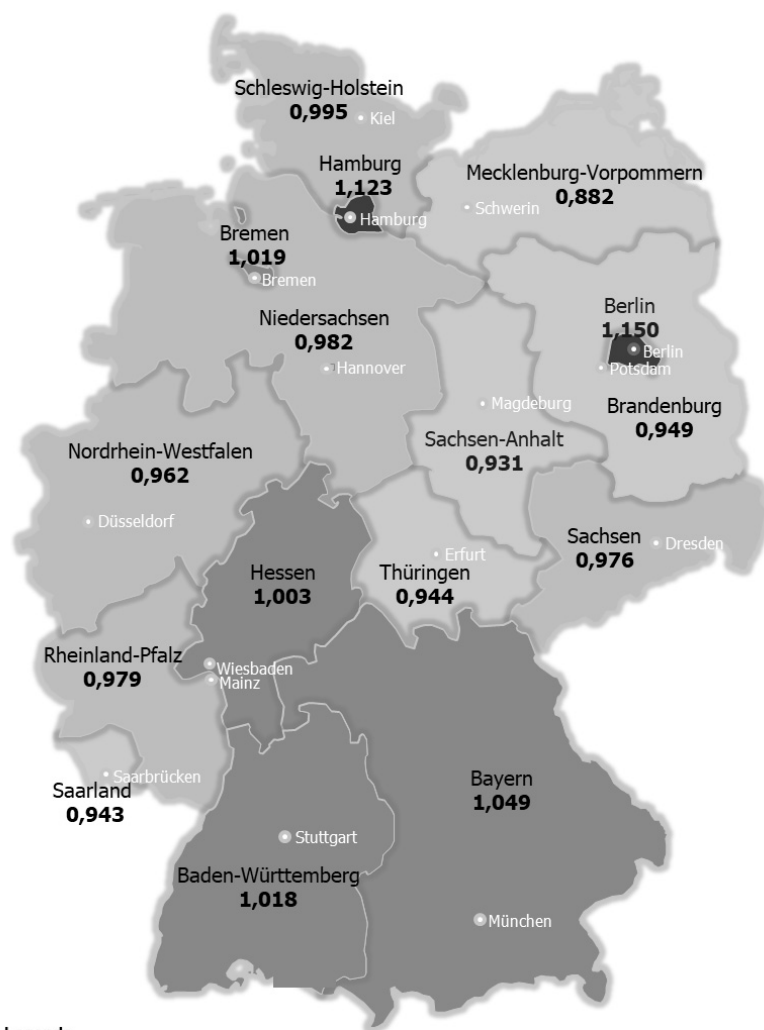 Schleswig-Holstein
0,995
Kiel
Hamburg
1,123
Hamburg
Mecklenburg-Vorpommern
0,882
Schwerin
Bremen
1,019
Bremen
Niedersachsen
0,982
Hannover
Berlin
1,150
Berlin
Potsdam
Brandenburg
0,949
Magdeburg
Sachsen-Anhalt
0,931
Nordrhein-Westfalen
0,962
Düsseldorf
Hessen
1,003
Erfurt
Thüringen
0,944
Sachsen
0,976
Dresden
Rheinland-Pfalz
0,979
Wiesbaden
Mainz
Saarbrücken
Saarland
0,943
Bayern
1,049
Stuttgart
Baden-Württemberg
1,018
München